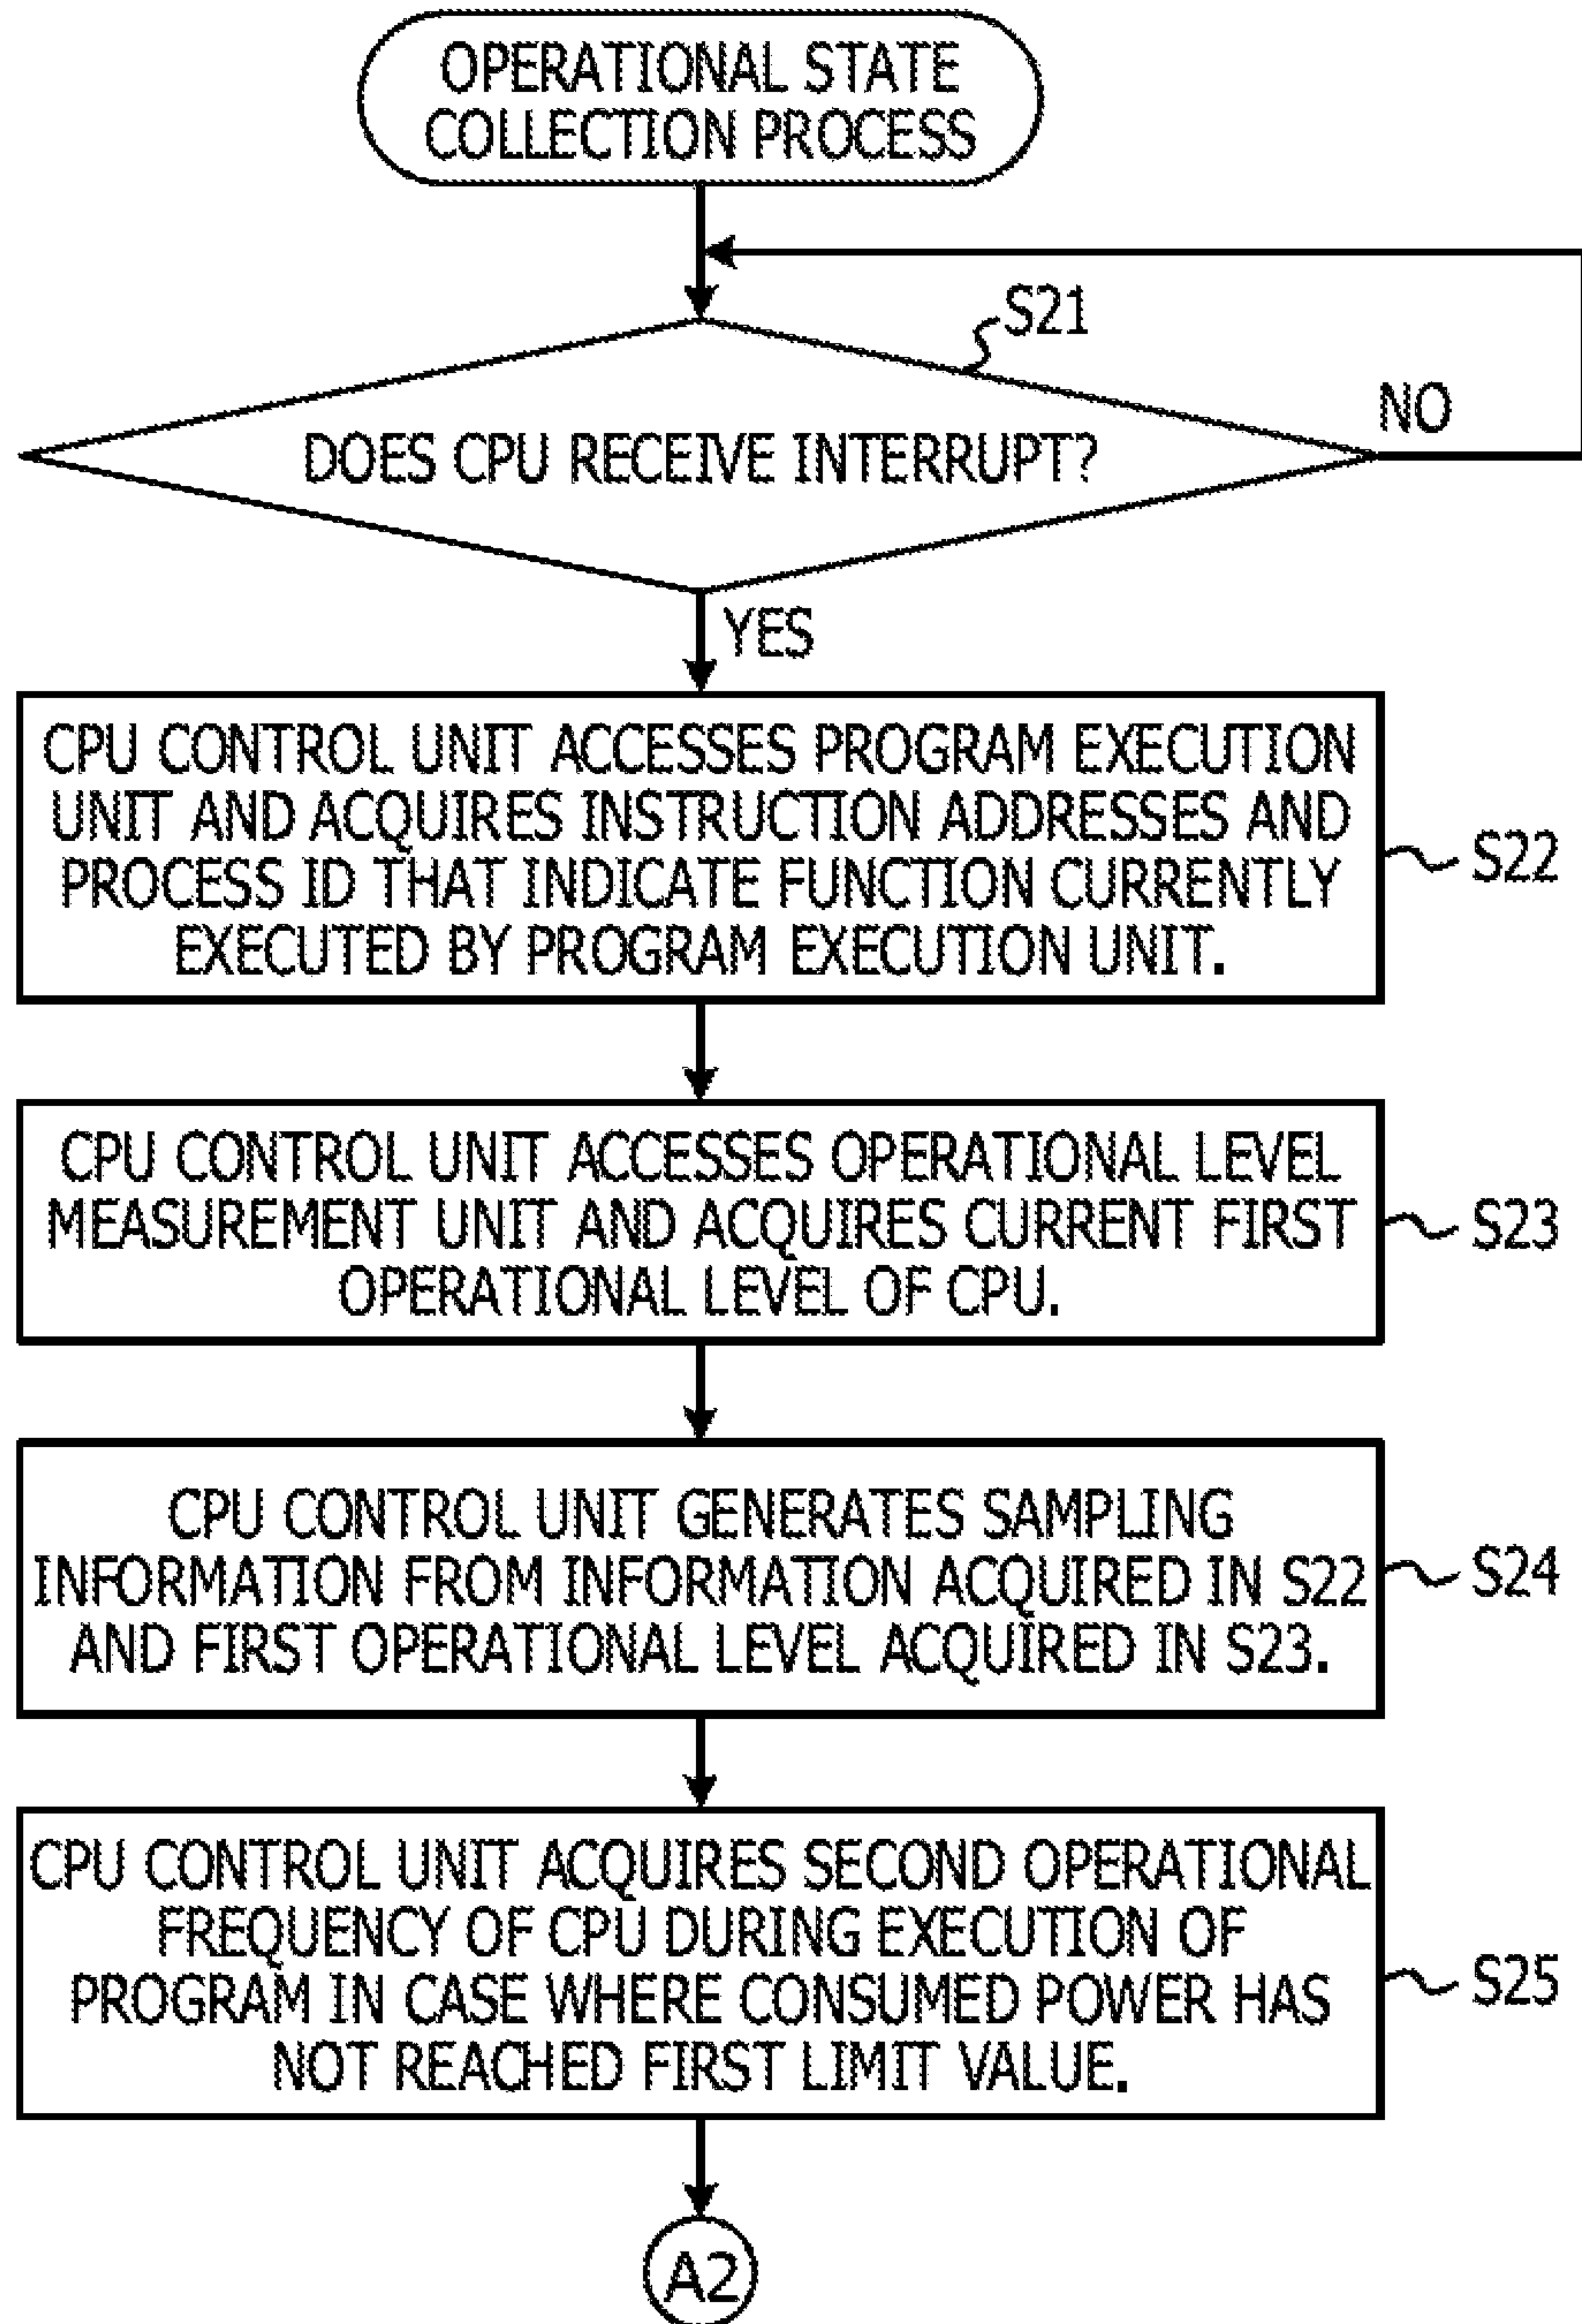 OPERATIONAL STATE
COLLECTION PROCESS
S21
NO
DOES CPU RECEIVE INTERRUPT?
YES
CPU CONTROL UNIT ACCESSES PROGRAM EXECUTION
UNIT AND ACQUIRES INSTRUCTION ADDRESSES AND
PROCESS ID THAT INDICATE FUNCTION CURRENTLY
EXECUTED BY PROGRAM EXECUTION UNIT.
S22
CPU CONTROL UNIT ACCESSES OPERATIONAL LEVEL
MEASUREMENT UNIT AND ACQUIRES CURRENT FIRST
OPERATIONAL LEVEL OF CPU.
S23
CPU CONTROL UNIT GENERATES SAMPLING
INFORMATION FROM INFORMATION ACQUIRED IN S22
AND FIRST OPERATIONAL LEVEL ACQUIRED IN S23.
S24
CPU CONTROL UNIT ACQUIRES SECOND OPERATIONAL
FREQUENCY OF CPU DURING EXECUTION OF
PROGRAM IN CASE WHERE CONSUMED POWER HAS
NOT REACHED FIRST LIMIT VALUE.
S25
A2